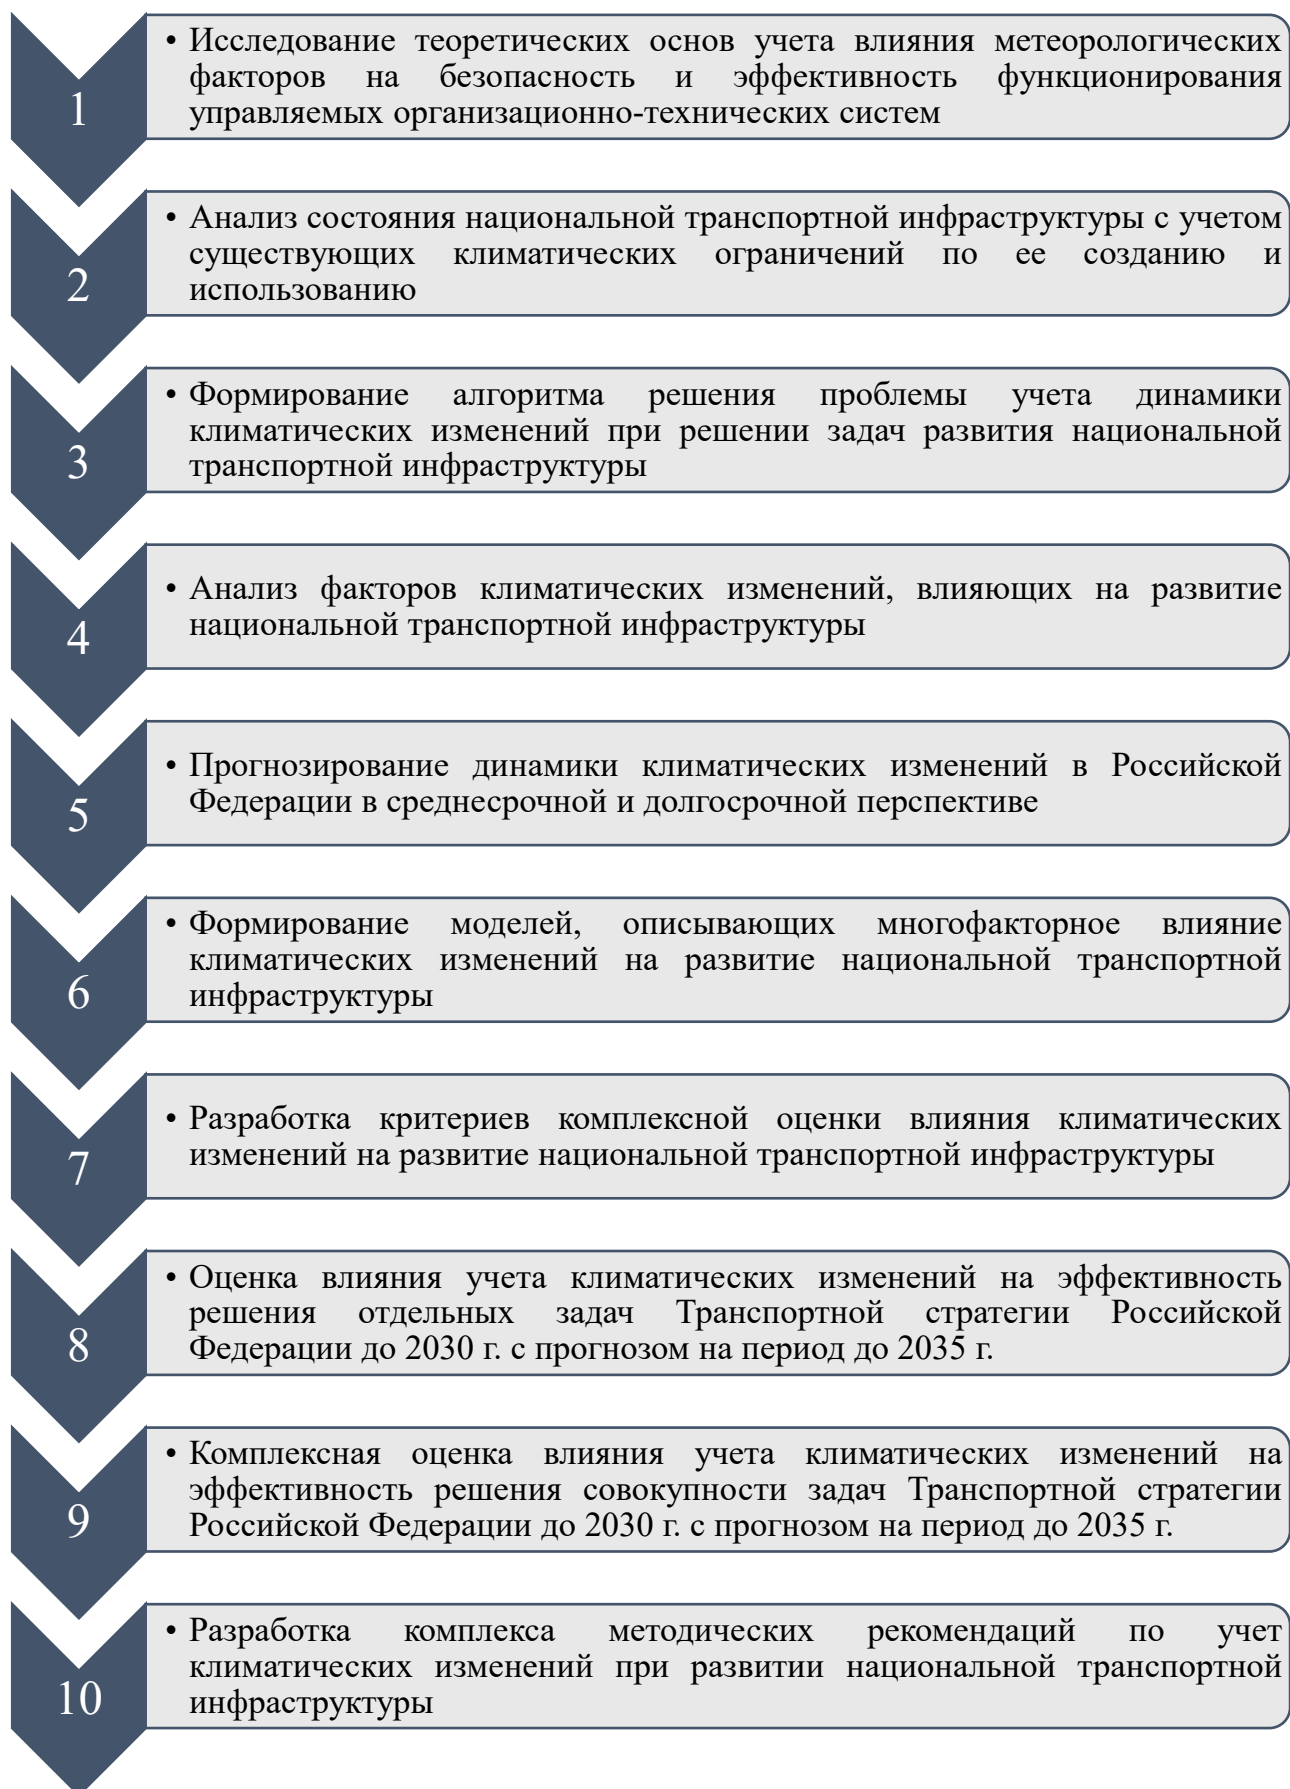 1
• Исследование теоретических основ учета влияния метеорологических
факторов на безопасность и эффективность функционирования
управляемых организационно-технических систем
2
• Анализ состояния национальной транспортной инфраструктуры с учетом
существующих климатических ограничений по ее созданию и
использованию
3
• Формирование алгоритма решения проблемы учета динамики
климатических изменений при решении задач развития национальной
транспортной инфраструктуры
4
• Анализ факторов климатических изменений, влияющих на развитие
национальной транспортной инфраструктуры
5
• Прогнозирование динамики климатических изменений в Российской
Федерации в среднесрочной и долгосрочной перспективе
6
• Формирование моделей, описывающих многофакторное влияние
климатических изменений на развитие национальной транспортной
инфраструктуры
7
• Разработка критериев комплексной оценки влияния климатических
изменений на развитие национальной транспортной инфраструктуры
8
• Оценка влияния учета климатических изменений на эффективность
решения отдельных задач Транспортной стратегии Российской
Федерации до 2030 г. с прогнозом на период до 2035 г.
9
• Комплексная оценка влияния учета климатических изменений на
эффективность решения совокупности задач Транспортной стратегии
Российской Федерации до 2030 г. с прогнозом на период до 2035 г.
10
• Разработка комплекса методических рекомендаций по учет
климатических изменений при развитии национальной транспортной
инфраструктуры